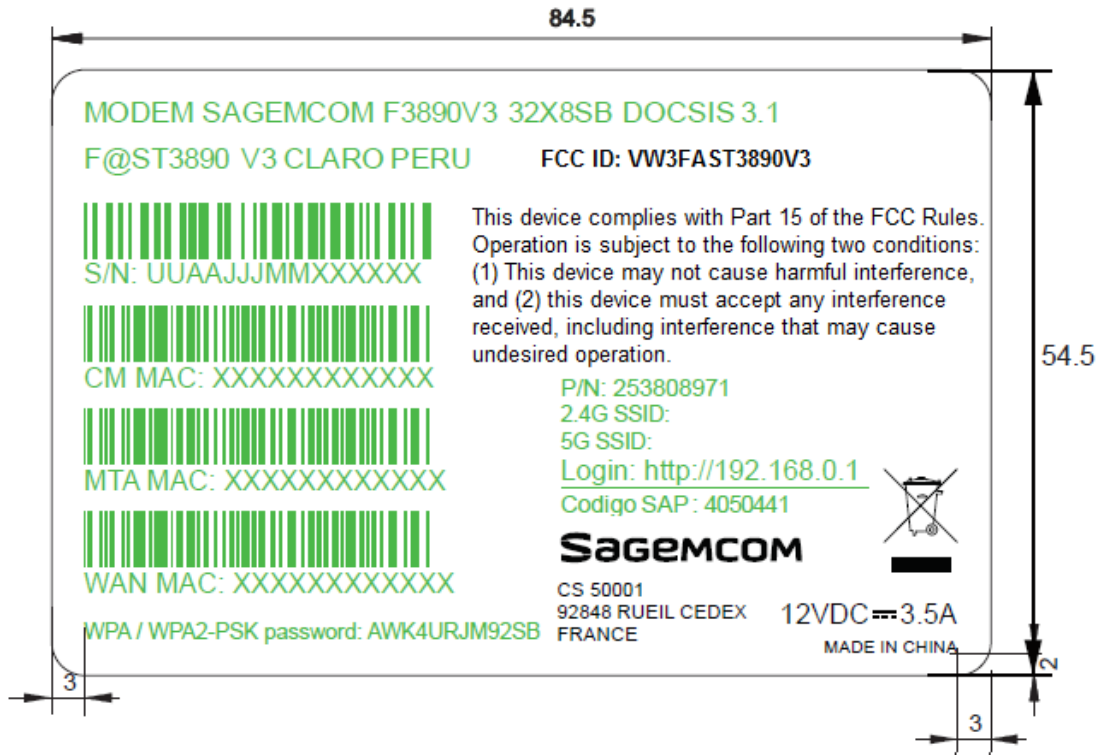 84.5
MODEM SAGEMCOM F3890V3 32X8SB DOCSIS 3.1
F@ST3890 V3 CLARO PERU
FCC ID: VW3FAST3890V3
S/N: UUAAJJJMMXXXXXX
CM MAC: XXXXXXXXXXXX
MTA MAC: XXXXXXXXXXXX
WAN MAC: XXXXXXXXXXXX
WPA / WPA2-PSK password: AWK4URJM92SB
This device complies with Part 15 of the FCC Rules.
Operation is subject to the following two conditions:
(1) This device may not cause harmful interference,
and (2) this device must accept any interference
received, including interference that may cause
undesired operation.
P/N: 253808971
2.4G SSID:
5G SSID:
Login: http://192.168.0.1
Codigo SAP : 4050441
SAGEMCOM
CS 50001
92848 RUEIL CEDEX
FRANCE
12VDC⎓3.5A
MADE IN CHINA
54.5
2
3
3